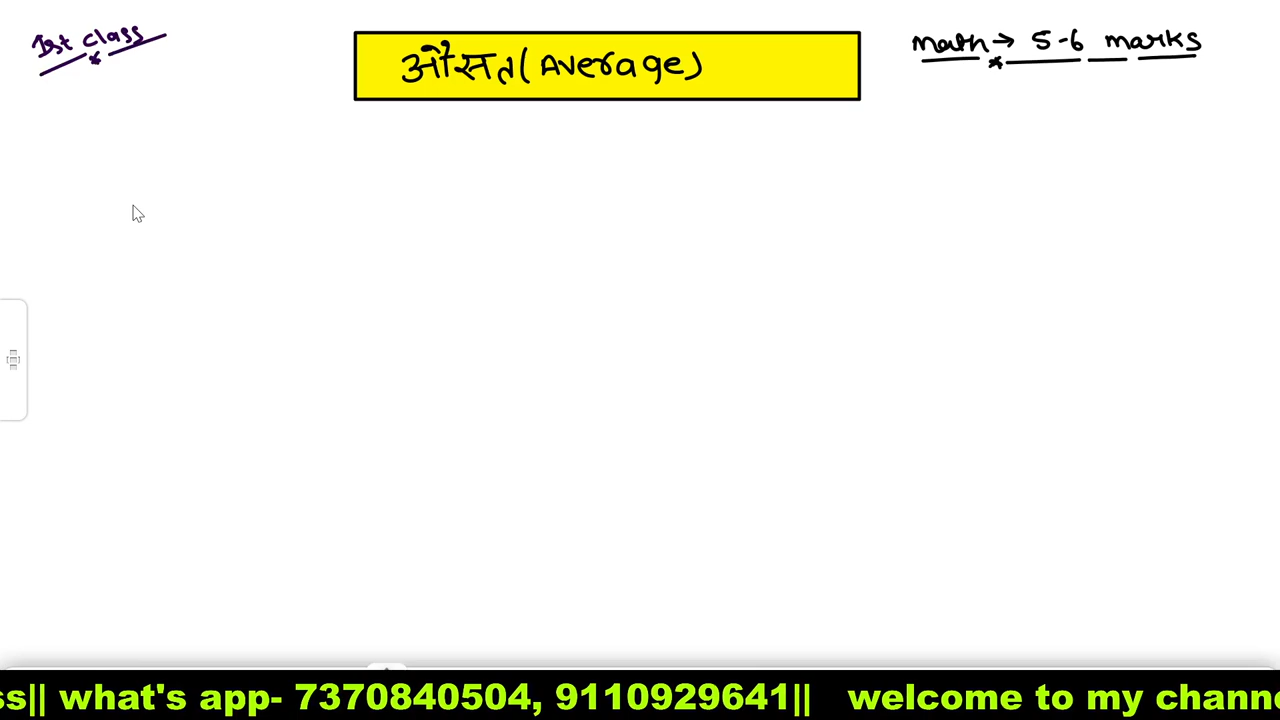 1st class
औसत (Average)
math → 5-6 marks
ss|| what's app- 7370840504, 9110929641|| welcome to my channe